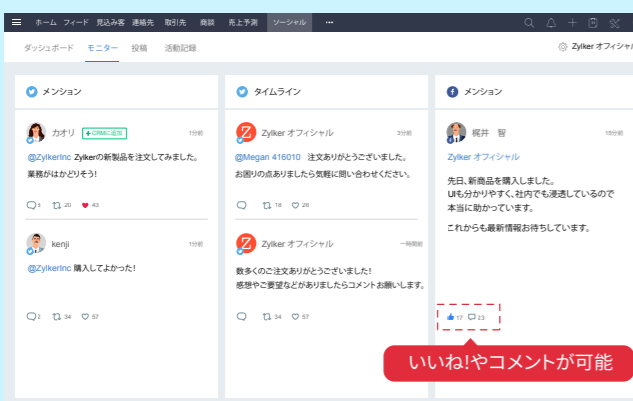 ホーム フィード 見込み客 連絡先 取引先 商談 売上予測 ソーシャル •••
ダッシュボード モニター 投稿 活動記録
Zylker オフィシャル
メンション
カオリ +CRMに追加 1分前
@ZylkerInc Zylkerの新製品を注文してみました。
業務がはかどりそう!
3 20 43
kenji 1分前
@ZylkerInc 購入してよかった!
2 34 57
タイムライン
Zylker オフィシャル 3分前
@Megan 416010 注文ありがとうございました。
お困りの点ありましたら気軽に問い合わせください。
18 28
Zylker オフィシャル 一時間前
数多くのご注文ありがとうございました!
感想やご要望などがありましたらコメントお願いします。
34 57
メンション
梶井 智 15分前
Zylker オフィシャル
先日、新商品を購入しました。
UIも分かりやすく、社内でも浸透しているので
本当に助かっています。
これからも最新情報お待ちしています。
17 23
いいね!やコメントが可能